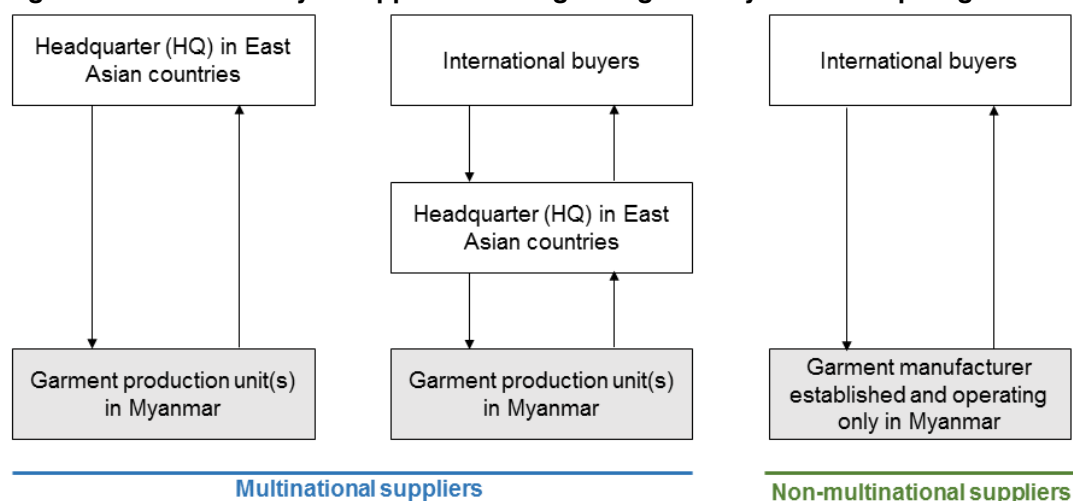 Headquarter (HQ) in East
Asian countries
International buyers
International buyers
Headquarter (HQ) in East
Asian countries
Garment production unit(s)
in Myanmar
Garment production unit(s)
in Myanmar
Garment manufacturer
established and operating
only in Myanmar
Multinational suppliers
Non-multinational suppliers